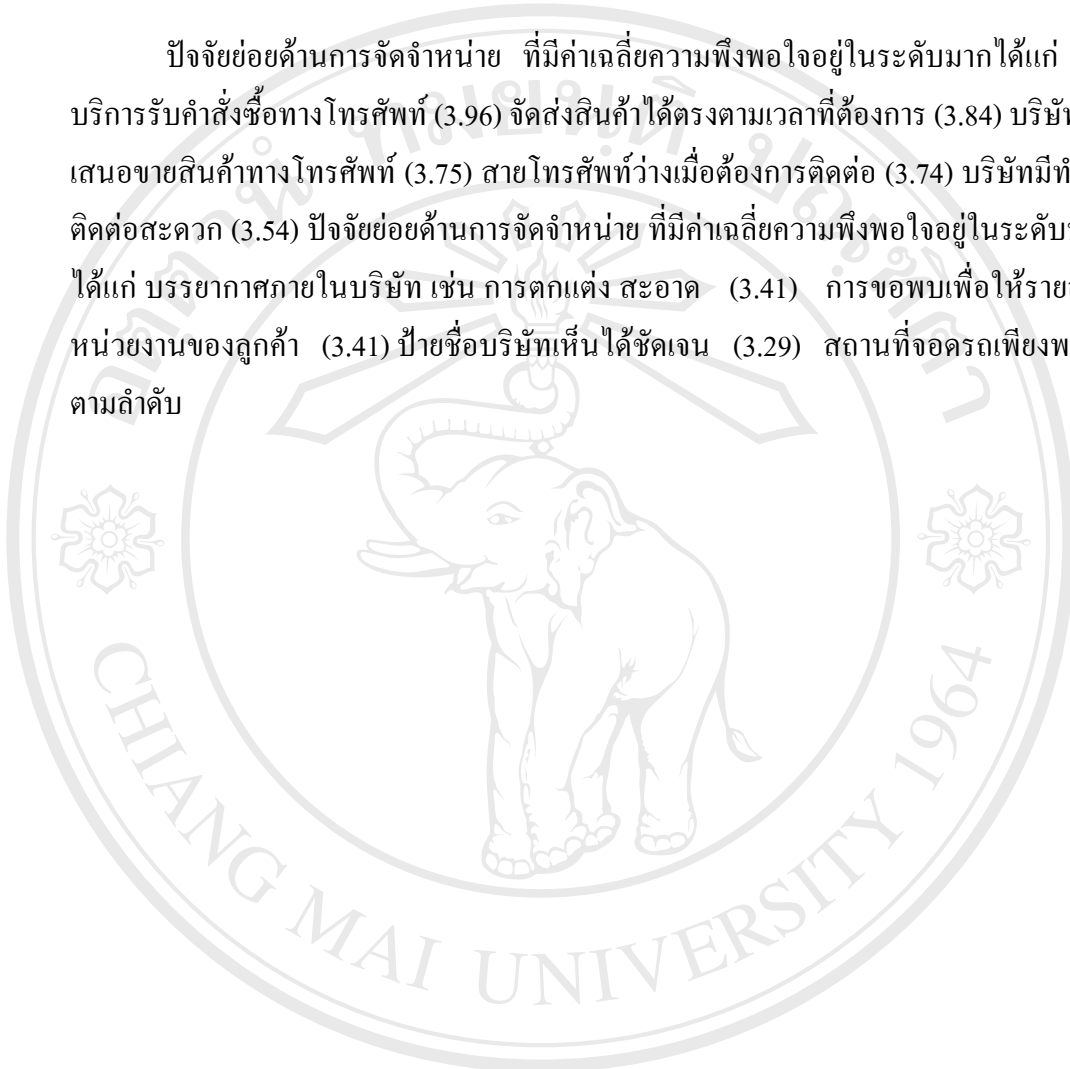 ปัจจัยย่อยด้านการจัดจำหน่าย ที่มีค่าเฉลี่ยความพึงพอใจอยู่ในระดับมากได้แก่
บริการรับคำสั่งซื้อทางโทรศัพท์ (3.96) จัดส่งสินค้าได้ตรงตามเวลาที่ต้องการ (3.84)
เสนอขายสินค้าทางโทรศัพท์ (3.75) สายโทรศัพท์ว่างเมื่อต้องการติดต่อ (3.74) บริษัทมี
ติดต่อสะดวก (3.54) ปัจจัยย่อยด้านการจัดจำหน่าย ที่มีค่าเฉลี่ยความพึงพอใจอยู่ในระดับ
ได้แก่ บรรยากาศภายในบริษัท เช่น การตกแต่ง สะอาด (3.41) การขอพบเพื่อให้
หน่วยงานของลูกค้า (3.41) ป้ายชื่อบริษัทเห็นได้ชัดเจน (3.29) สถานที่จอดรถ
ตามลำดับ
CHIANG MAI UNIVERSITY 1964